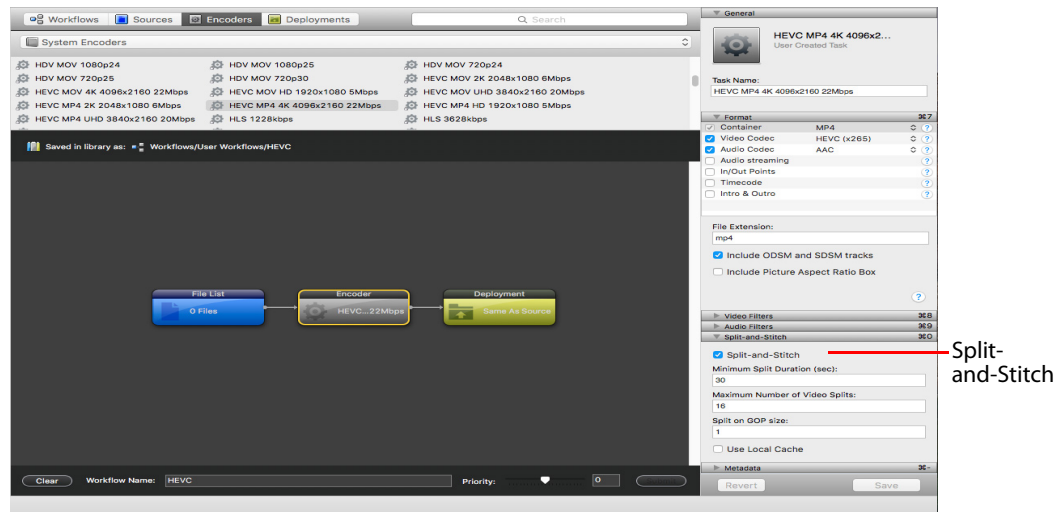 Workflows Sources Encoders Deployments
Search
System Encoders
HDV MOV 1080p24 HDV MOV 1080p25 HDV MOV 720p24
HDV MOV 720p25 HDV MOV 720p30 HEVC MOV 2K 2048x1080 6Mbps
HEVC MOV 4K 4096x2160 22Mbps HEVC MOV HD 1920x1080 5Mbps HEVC MOV UHD 3840x2160 20Mbps
HEVC MP4 2K 2048x1080 6Mbps HEVC MP4 4K 4096x2160 22Mbps HEVC MP4 HD 1920x1080 5Mbps
HEVC MP4 UHD 3840x2160 20Mbps HLS 1228kbps HLS 3628kbps
Saved in library as: Workflows/User Workflows/HEVC
File List
0 Files
Encoder
HEVC...22Mbps
Deployment
Same As Source
Clear Workflow Name: HEVC Priority: 0
General
HEVC MP4 4K 4096x2...
User Created Task
Task Name:
HEVC MP4 4K 4096x2160 22Mbps
Format ⌘7
Container MP4 ?
Video Codec HEVC (x265) ?
Audio Codec AAC ?
Audio streaming ?
In/Out Points ?
Timecode ?
Intro & Outro ?
File Extension:
mp4
Include ODSM and SDSM tracks
Include Picture Aspect Ratio Box
?
Video Filters ⌘8
Audio Filters ⌘9
Split-and-Stitch ⌘0
Split-and-Stitch
Minimum Split Duration (sec):
30
Maximum Number of Video Splits:
16
Split on GOP size:
1
Use Local Cache
Metadata ⌘-
Revert Save
Split-
and-Stitch